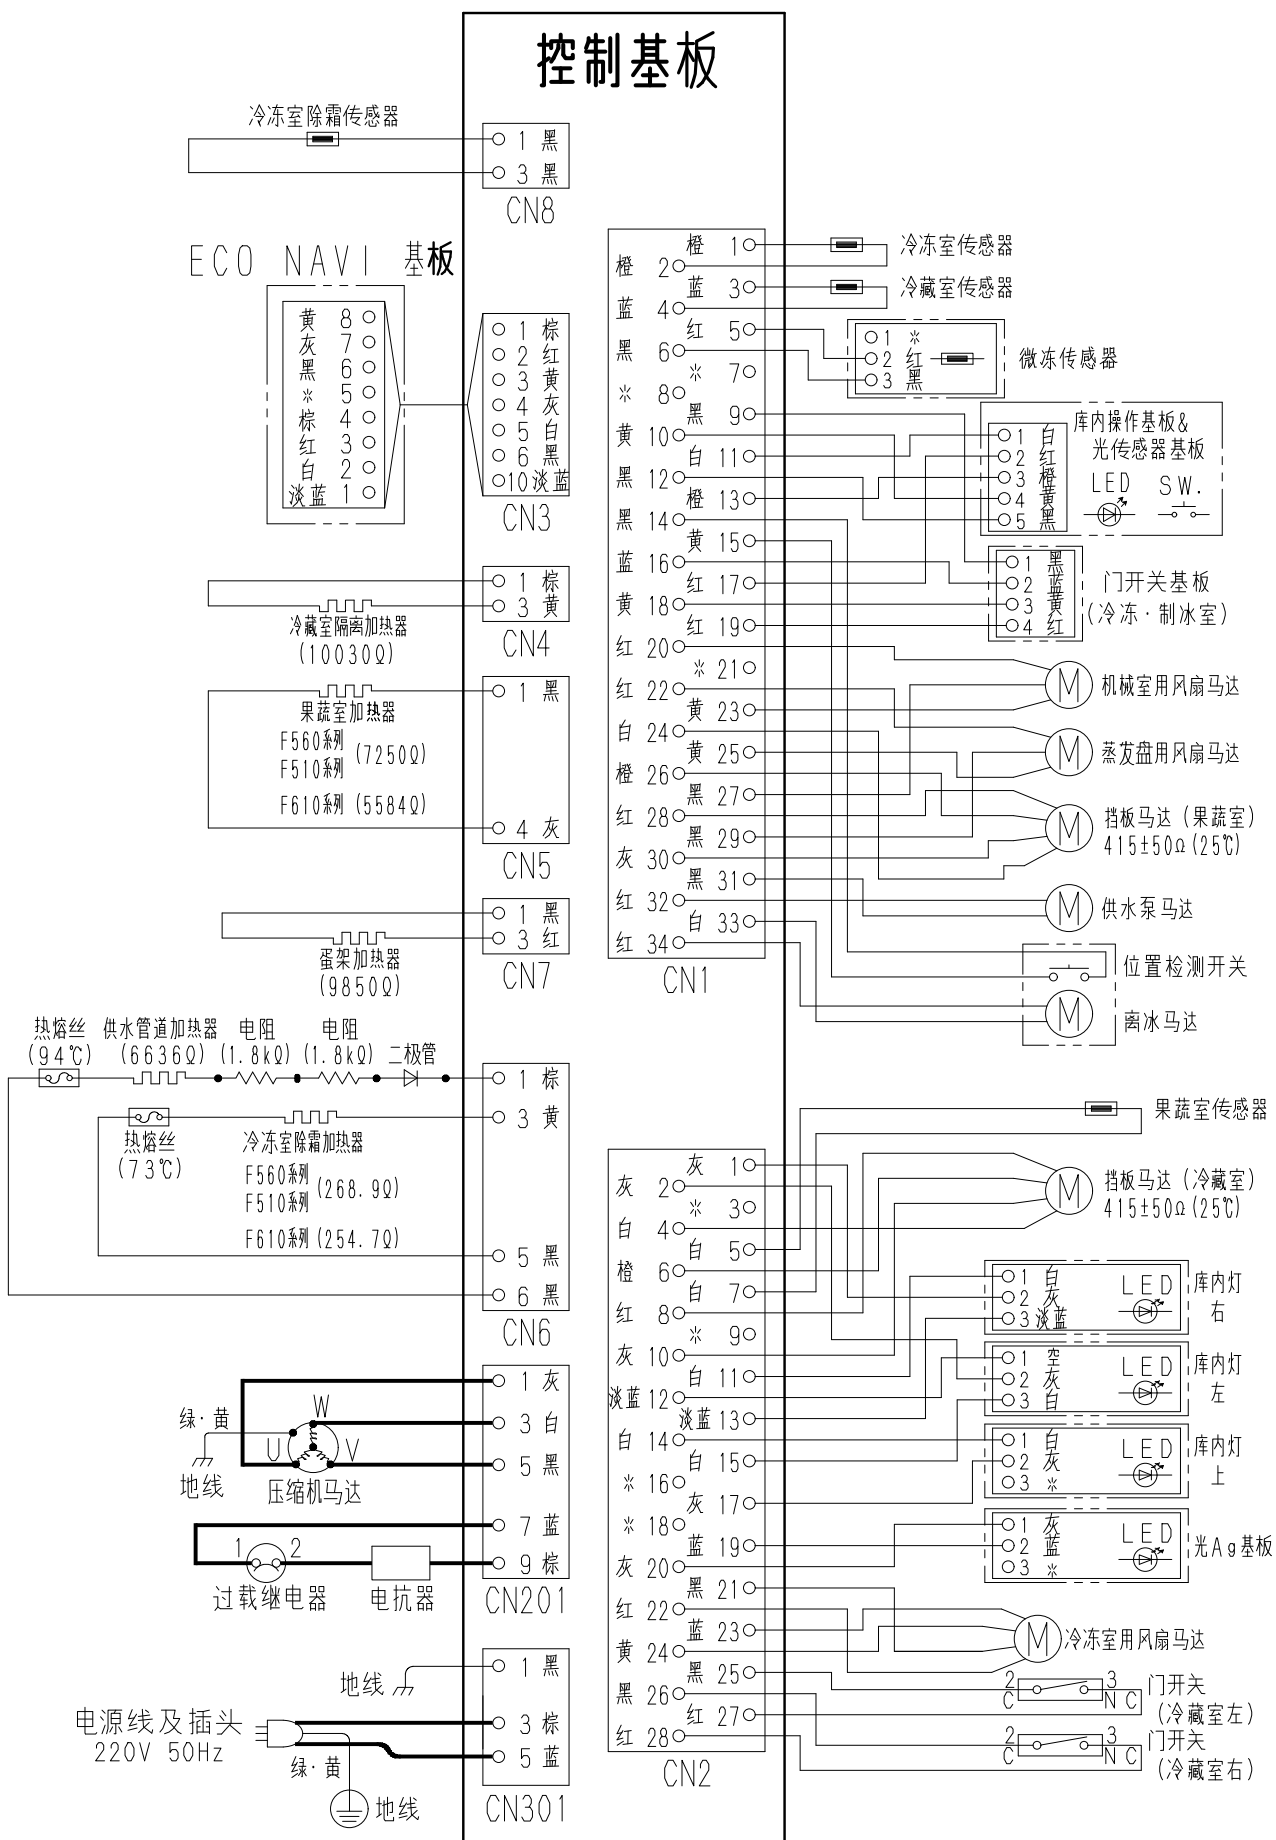 控制基板
冷冻室除霜传感器
1 黑
3 黑
CN8
ECO NAVI 基板
黄 8
灰 7
黑 6
※ 5
棕 4
红 3
白 2
淡蓝 1
1 棕
2 红
3 黄
4 灰
5 白
6 黑
10 淡蓝
CN3
1 棕
3 黄
CN4
冷藏室隔离加热器
(10030Ω)
1 黑
4 灰
CN5
果蔬室加热器
F560系列
F510系列
(7250Ω)
F610系列 (5584Ω)
1 黑
3 红
CN7
蛋架加热器
(9850Ω)
热熔丝
(94℃)
供水管道加热器
(6636Ω)
电阻
(1.8kΩ)
电阻
(1.8kΩ)
二极管
1 棕
3 黄
热熔丝
(73℃)
冷冻室除霜加热器
F560系列
F510系列
(268.9Ω)
F610系列 (254.7Ω)
5 黑
6 黑
CN6
1 灰
3 白
5 黑
7 蓝
9 棕
CN201
绿·黄
地线
W
U
V
压缩机马达
1
2
过载继电器
电抗器
1 黑
3 棕
5 蓝
CN301
地线
电源线及插头
220V 50Hz
绿·黄
地线
橙 1
橙 2
蓝 3
蓝 4
红 5
黑 6
※ 7
※ 8
黑 9
黄 10
白 11
黑 12
橙 13
黑 14
黄 15
蓝 16
红 17
黄 18
红 19
红 20
※ 21
红 22
黄 23
白 24
黄 25
橙 26
黑 27
红 28
黑 29
灰 30
黑 31
红 32
白 33
红 34
CN1
冷冻室传感器
冷藏室传感器
1 ※
2 红
3 黑
微冻传感器
库内操作基板&
光传感器基板
1 白
2 红
3 橙
4 黄
5 黑
LED
SW.
1 黑
2 蓝
3 黄
4 红
门开关基板
(冷冻·制冰室)
M
机械室用风扇马达
M
蒸发盘用风扇马达
M
挡板马达(果蔬室)
415±50Ω(25℃)
M
供水泵马达
位置检测开关
M
离冰马达
果蔬室传感器
灰 1
灰 2
※ 3
白 4
白 5
橙 6
白 7
红 8
※ 9
灰 10
白 11
淡蓝 12
淡蓝 13
白 14
白 15
※ 16
灰 17
※ 18
蓝 19
灰 20
黑 21
红 22
蓝 23
黄 24
黑 25
黑 26
红 27
红 28
CN2
M
挡板马达(冷藏室)
415±50Ω(25℃)
1 白
2 灰
3 淡蓝
LED
库内灯
右
1 空
2 灰
3 白
LED
库内灯
左
1 白
2 灰
3 ※
LED
库内灯
上
1 灰
2 蓝
3 ※
LED
光Ag基板
M
冷冻室用风扇马达
2
C
3
NC
门开关
(冷藏室左)
2
C
3
NC
门开关
(冷藏室右)